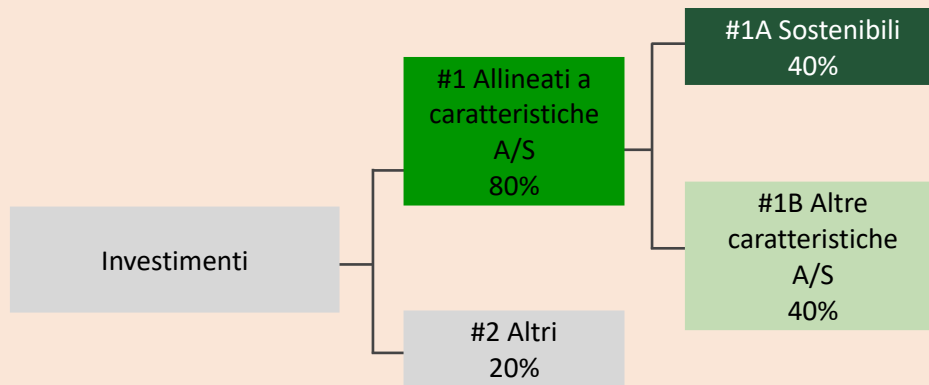 Investimenti
#1 Allineati a
caratteristiche
A/S
80%
#2 Altri
20%
#1A Sostenibili
40%
#1B Altre
caratteristiche
A/S
40%